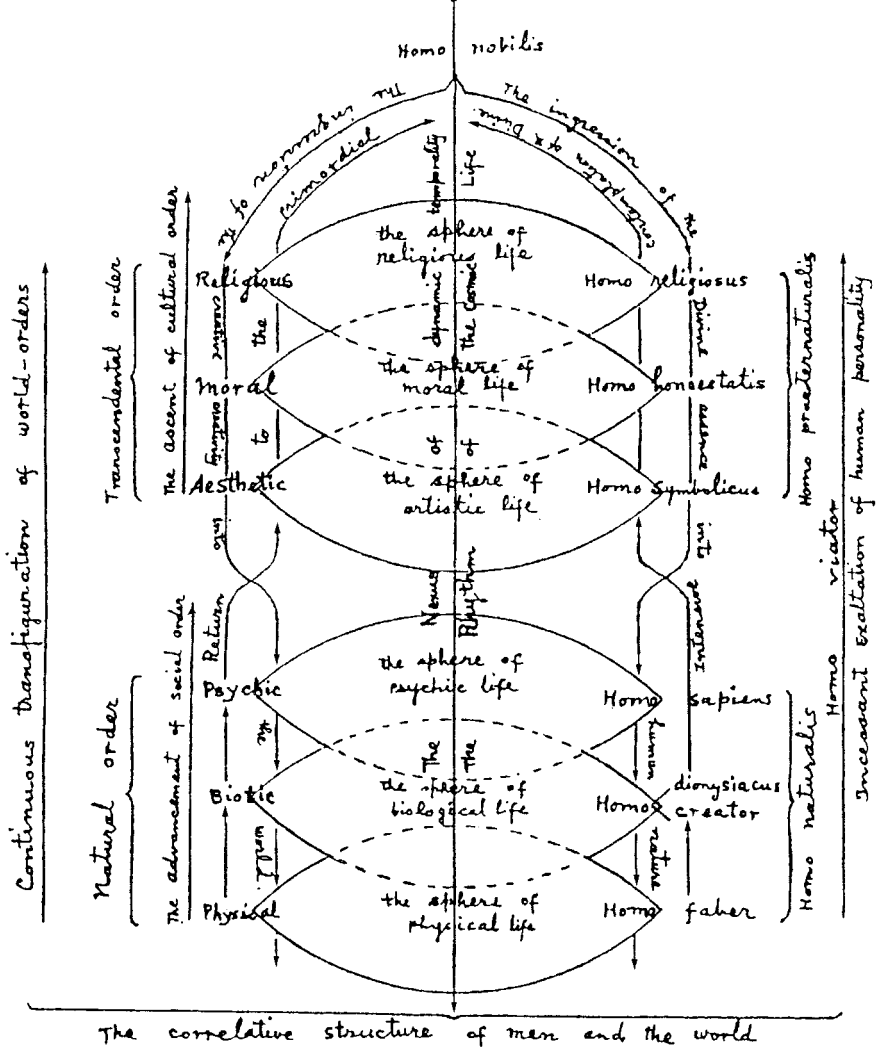 Homo nobilis
The ingression of the creative creativity into the world.
The ingression of the Divine essence into human nature
Return to the primordial
Intensive contemplation of the Divine.
The Nexus of dynamic temporality
The Rhythm of the Cosmic Life
the sphere of
religious life
Religious
Homo religiosus
the sphere of
moral life
Moral
Homo honaestatis
the sphere of
artistic life
Aesthetic
Homo Symbolicus
the sphere of
psychic life
Psychic
Homo sapiens
the sphere of
biological life
Biotic
Homo dionysiacus
creator
the sphere of
physical life
Physical
Homo faber
Continuous transfiguration of world-orders
Transcendental order
The ascent of cultural order
Natural order
The advancement of social order
Homo praeternaturalis
Homo naturalis
Homo viator
Incessant Exaltation of human personality
The correlative structure of men and the world